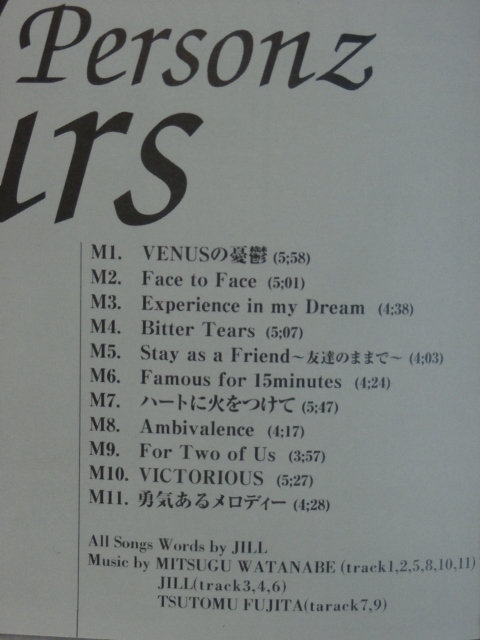 Personz
urs
M1. VENUSの憂鬱 (5;58)
M2. Face to Face (5;01)
M3. Experience in my Dream (4;38)
M4. Bitter Tears (5;07)
M5. Stay as a Friend～友達のままで～ (4;03)
M6. Famous for 15minutes (4;24)
M7. ハートに火をつけて (5;47)
M8. Ambivalence (4;17)
M9. For Two of Us (3;57)
M10. VICTORIOUS (5;27)
M11. 勇気あるメロディー (4;28)
All Songs Words by JILL
Music by MITSUGU WATANABE (track1,2,5,8,10,11)
JILL(track3,4,6)
TSUTOMU FUJITA(tarack7,9)